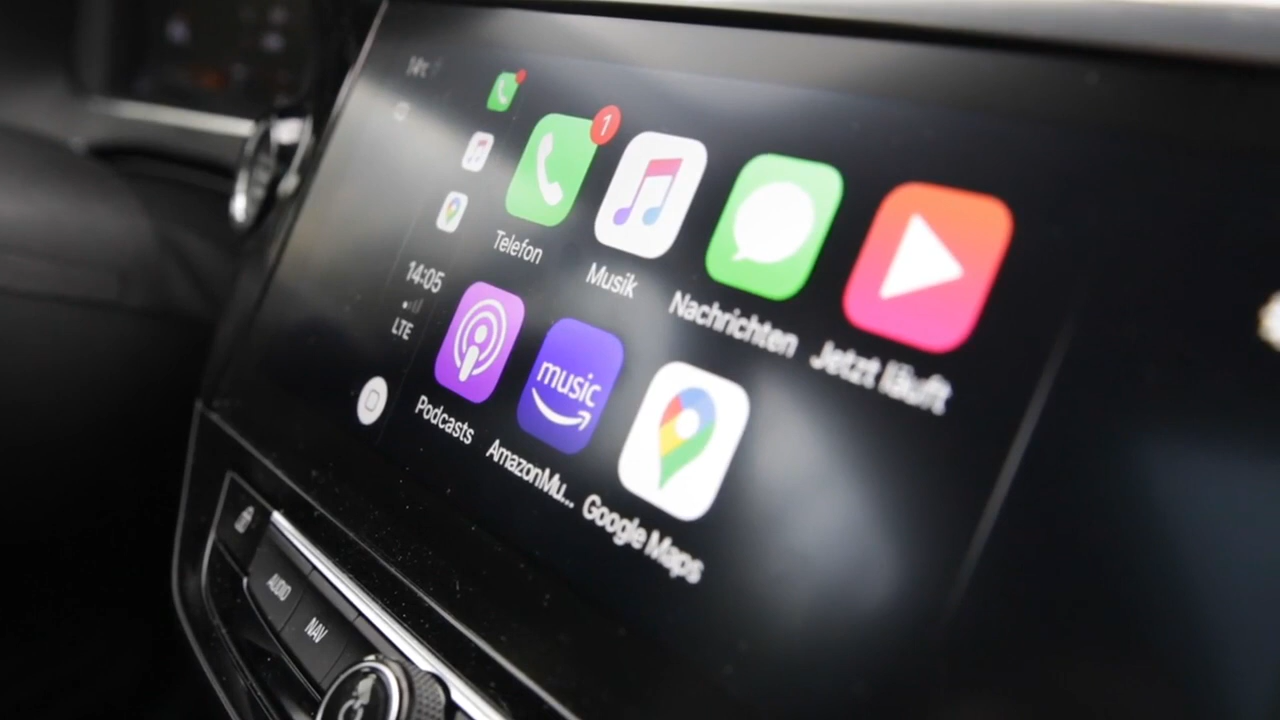 1
Telefon
Musik
Nachrichten
Jetzt läuft
14:05
LTE
Podcasts
music
AmazonMu...
Google Maps
AUDIO
NAV